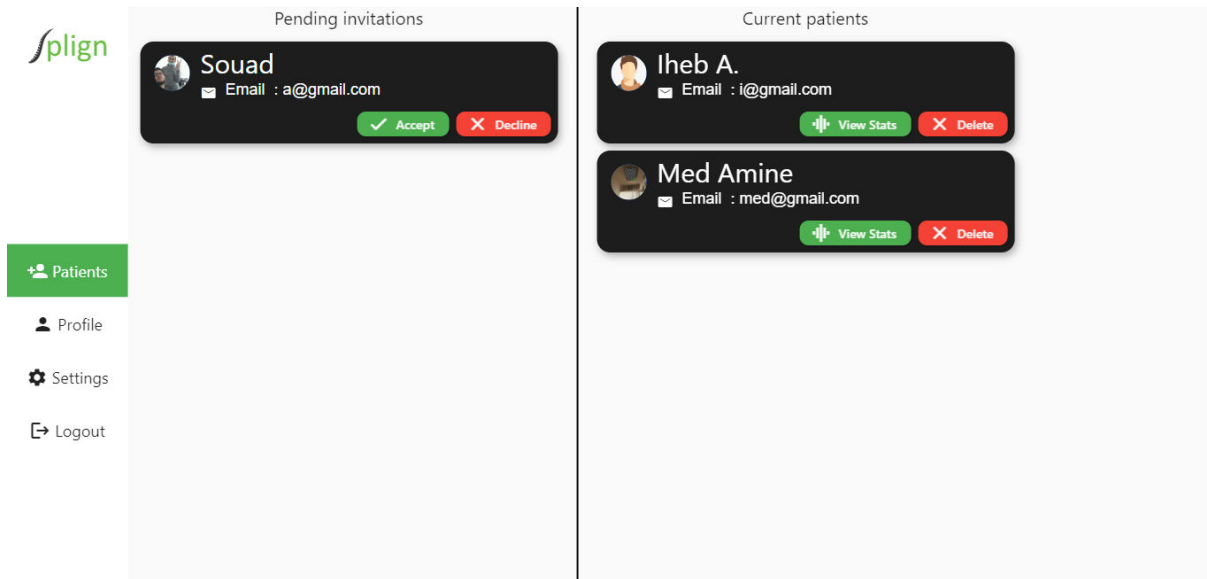 Splign
Patients
Profile
Settings
Logout
Pending invitations
Souad
Email : a@gmail.com
Accept
Decline
Current patients
Iheb A.
Email : i@gmail.com
View Stats
Delete
Med Amine
Email : med@gmail.com
View Stats
Delete